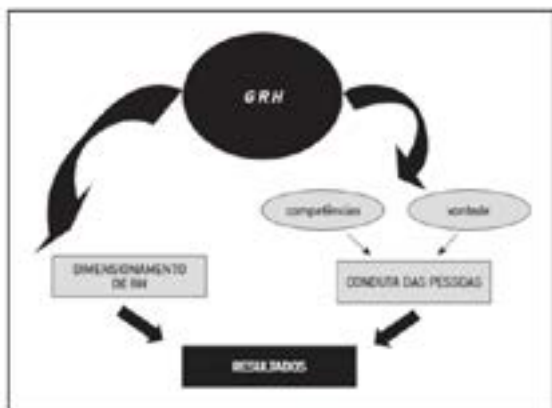 GRH
competências
vontade
DIMENSIONAMENTO
DE RH
CONDUTA DAS PESSOAS
RESULTADOS